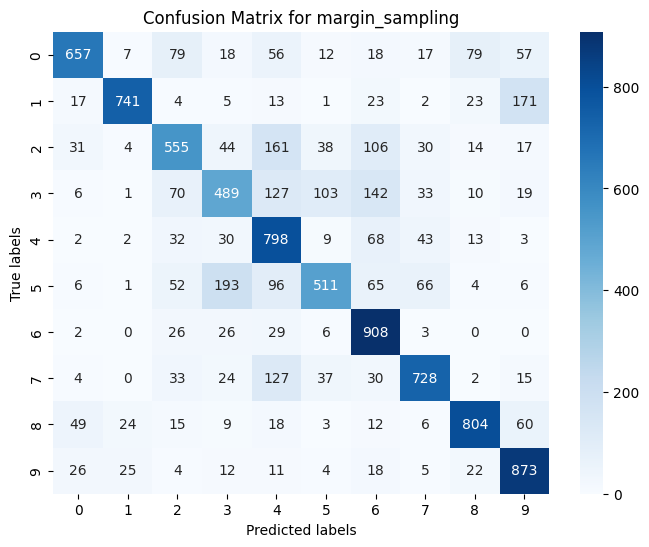 Confusion Matrix for margin_sampling
0 657 7 79 18 56 12 18 17 79 57
1 17 741 4 5 13 1 23 2 23 171
2 31 4 555 44 161 38 106 30 14 17
3 6 1 70 489 127 103 142 33 10 19
4 2 2 32 30 798 9 68 43 13 3
5 6 1 52 193 96 511 65 66 4 6
6 2 0 26 26 29 6 908 3 0 0
7 4 0 33 24 127 37 30 728 2 15
8 49 24 15 9 18 3 12 6 804 60
9 26 25 4 12 11 4 18 5 22 873
0 1 2 3 4 5 6 7 8 9
Predicted labels
True labels
800
600
400
200
0